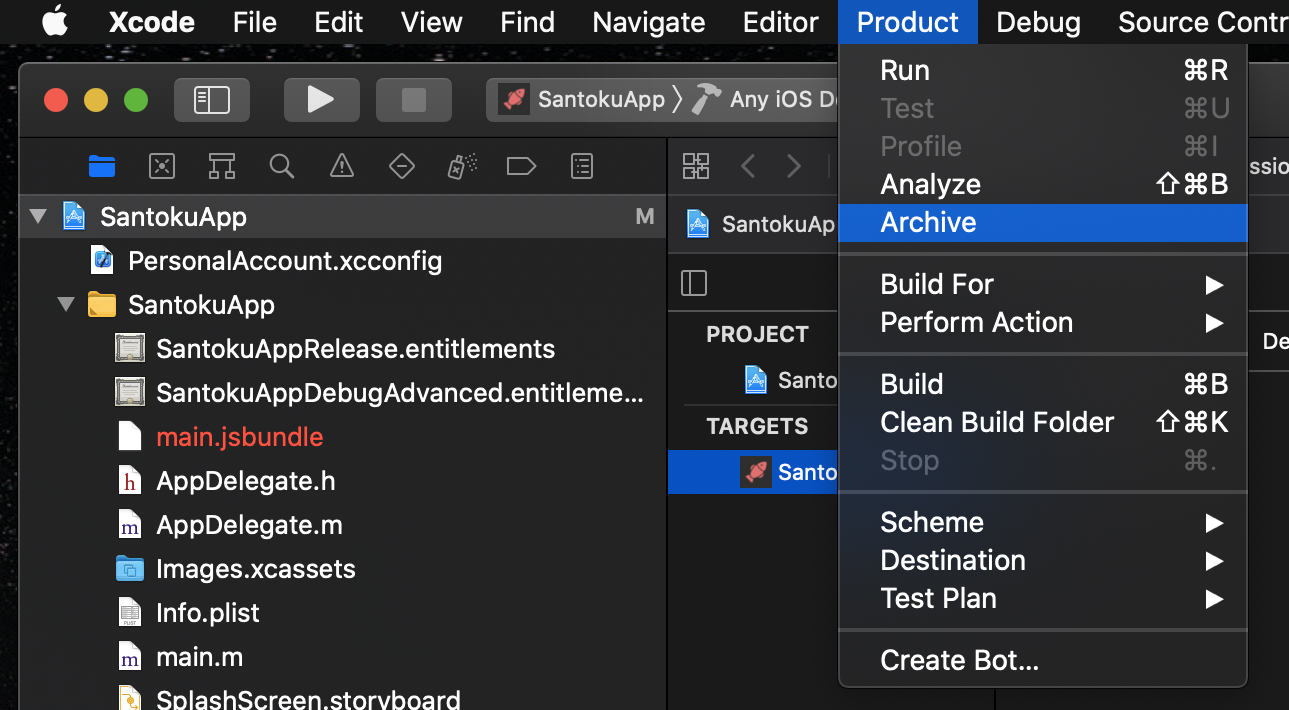 Xcode File Edit View Find Navigate Editor Product Debug Source Contr
SantokuApp Any iOS D
SantokuApp M
PersonalAccount.xcconfig
SantokuApp
SantokuAppRelease.entitlements
SantokuAppDebugAdvanced.entitleme...
main.jsbundle
AppDelegate.h
AppDelegate.m
Images.xcassets
Info.plist
main.m
SplashScreen.storyboard
SantokuAp
PROJECT
Santo
TARGETS
Santo
Run ⌘R
Test ⌘U
Profile ⌘I
Analyze ⇧⌘B
Archive
Build For
Perform Action
Build ⌘B
Clean Build Folder ⇧⌘K
Stop ⌘.
Scheme
Destination
Test Plan
Create Bot...
ssio
De